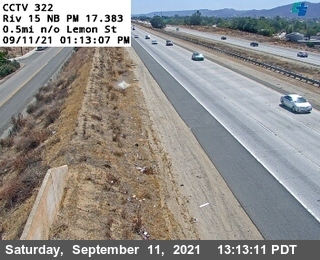 CCTV 322
Riv 15 NB PM 17.383
0.5mi n/o Lemon St
09/11/21 01:13:07 PM
Saturday, September 11, 2021 13:13:11 PDT